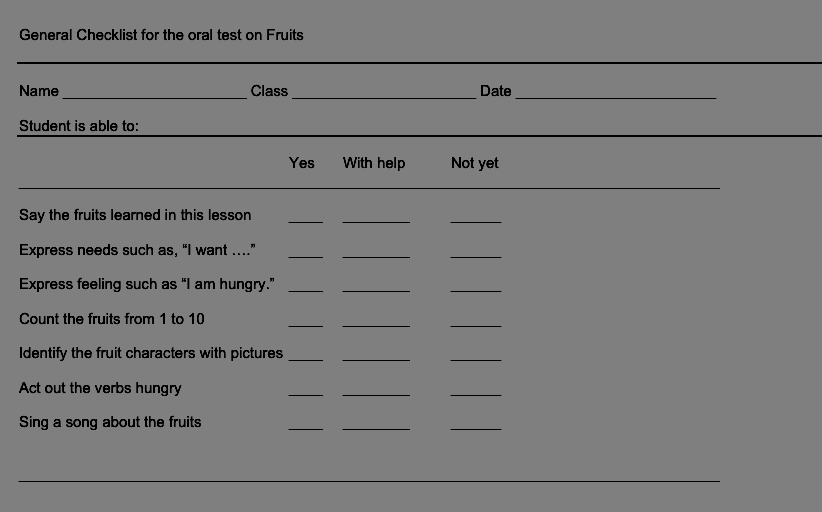 General Checklist for the oral test on Fruits
Name ______________________ Class ______________________ Date ________________________
Student is able to:
Yes With help Not yet
Say the fruits learned in this lesson ____ ________ ______
Express needs such as, “I want ….” ____ ________ ______
Express feeling such as “I am hungry.” ____ ________ ______
Count the fruits from 1 to 10 ____ ________ ______
Identify the fruit characters with pictures ____ ________ ______
Act out the verbs hungry ____ ________ ______
Sing a song about the fruits ____ ________ ______